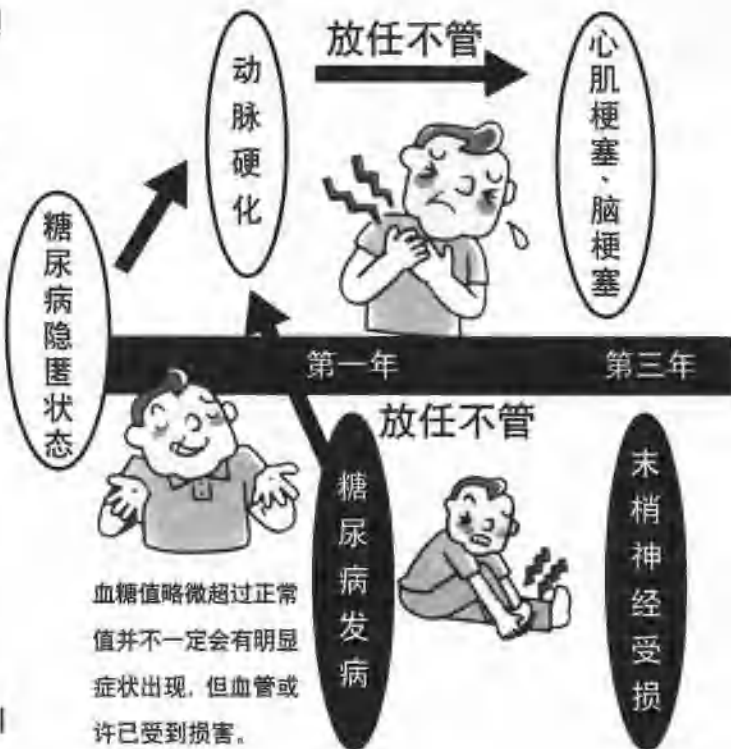 放任不管
动脉硬化
心肌梗塞、脑梗塞
糖尿病隐匿状态
第一年
第三年
放任不管
糖尿病发病
末梢神经受损
血糖值略微超过正常
值并不一定会有明显
症状出现，但血管或
许已受到损害。